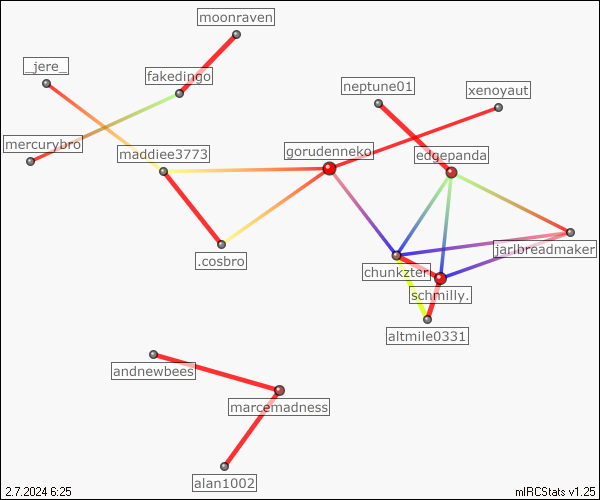 moonraven
_jere_
fakedingo
neptune01
xenoyaut
mercurybro
maddiee3773
gorudenneko
edgepanda
jarlbreadmaker
.cosbro
chunkzter
schmilly.
altmile0331
andnewbees
marcemadness
alan1002
2.7.2024 6:25
mIRCStats v1.25